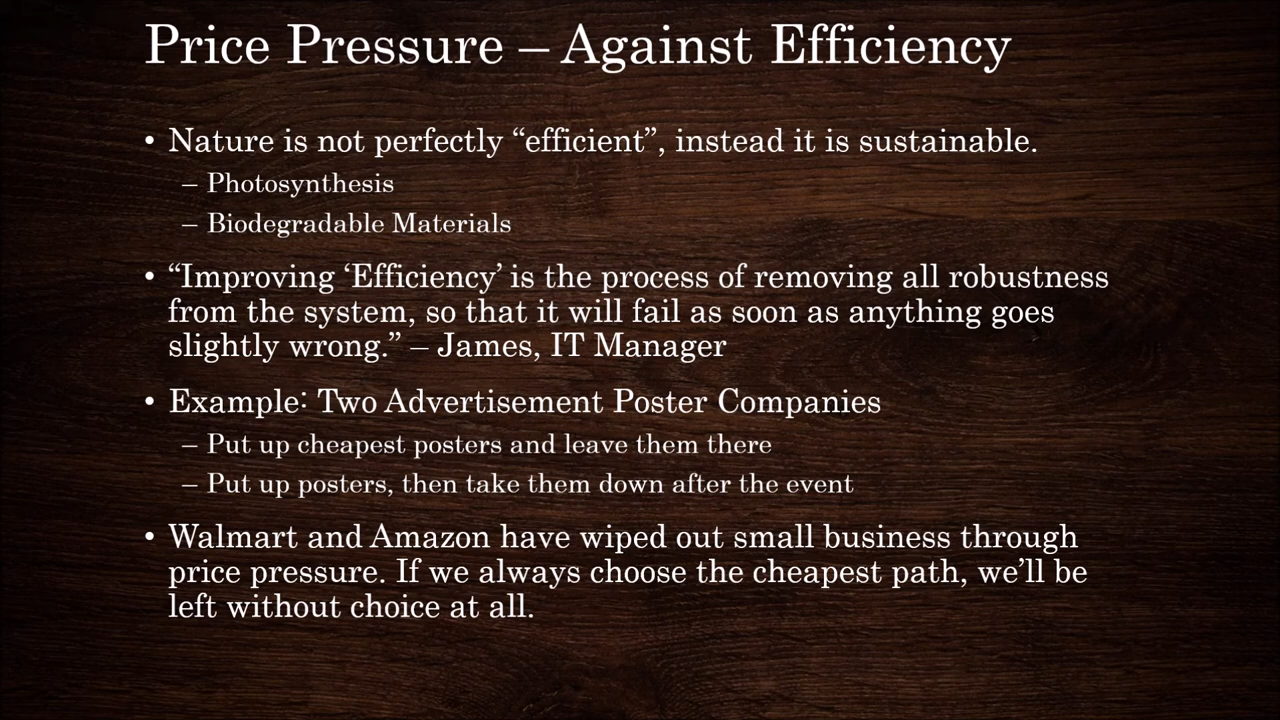 Price Pressure – Against Efficiency
• Nature is not perfectly “efficient”, instead it is sustainable.
– Photosynthesis
– Biodegradable Materials
• “Improving ‘Efficiency’ is the process of removing all robustness
from the system, so that it will fail as soon as anything goes
slightly wrong.” – James, IT Manager
• Example: Two Advertisement Poster Companies
– Put up cheapest posters and leave them there
– Put up posters, then take them down after the event
• Walmart and Amazon have wiped out small business through
price pressure. If we always choose the cheapest path, we’ll be
left without choice at all.